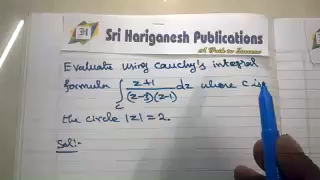 Sri Hariganesh Publications
A Path to Success
Evaluate using Cauchy's integral
formula ∫ z+1 / (z-3)(z-1) dz where C is
C
the circle |z| = 2.
Sol:-